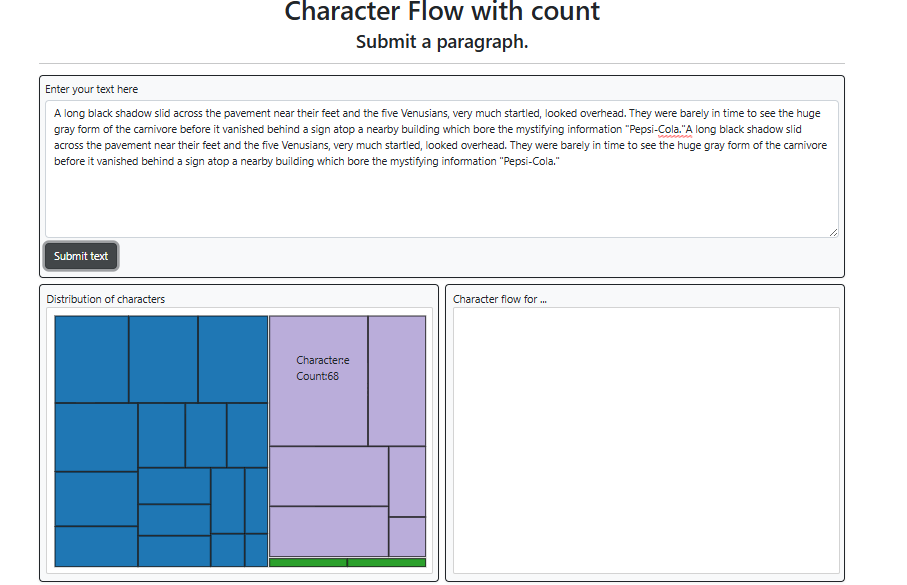 Character Flow with count
Submit a paragraph.
Enter your text here
A long black shadow slid across the pavement near their feet and the five Venusians, very much startled, looked overhead. They were barely in time to see the huge
gray form of the carnivore before it vanished behind a sign atop a nearby building which bore the mystifying information "Pepsi-Cola."A long black shadow slid
across the pavement near their feet and the five Venusians, very much startled, looked overhead. They were barely in time to see the huge gray form of the carnivore
before it vanished behind a sign atop a nearby building which bore the mystifying information "Pepsi-Cola."
Submit text
Distribution of characters
Character:e
Count:68
Character flow for ...